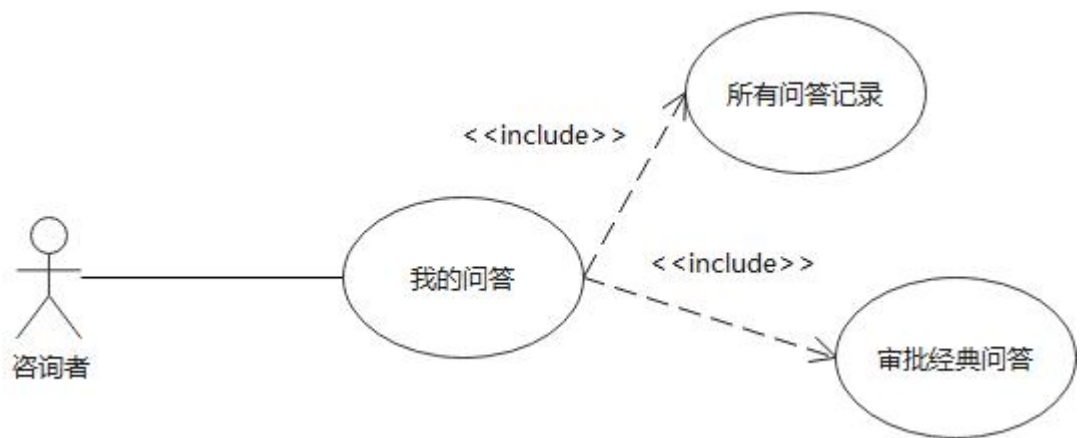 所有问答记录
<<include>>
我的问答
<<include>>
咨询者
审批经典问答